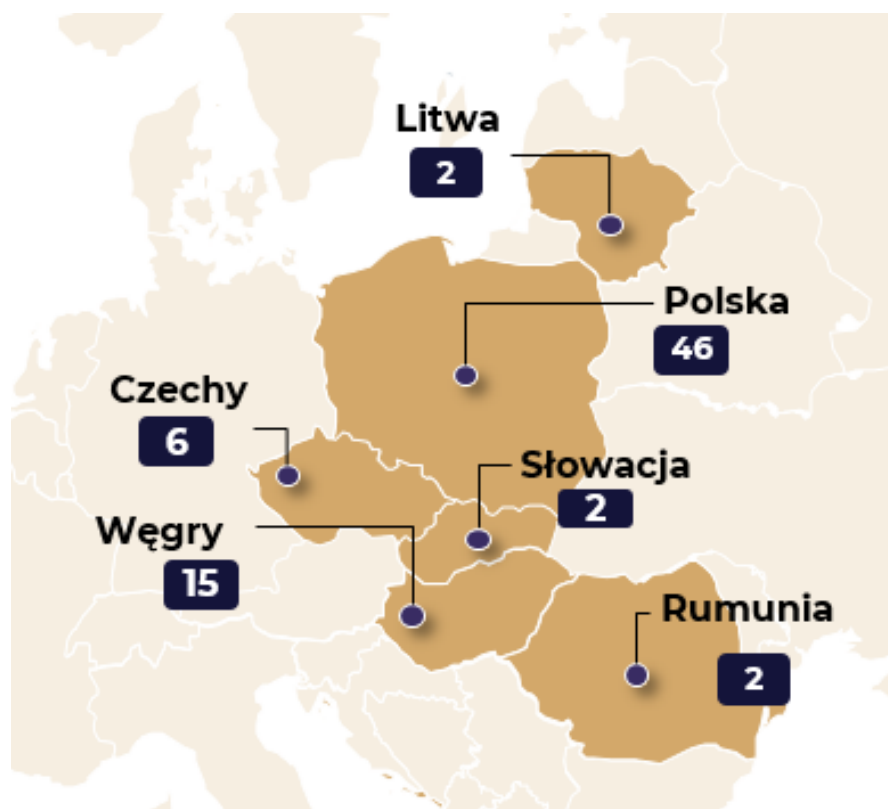 Litwa
2
Polska
46
Czechy
6
Słowacja
2
Węgry
15
Rumunia
2